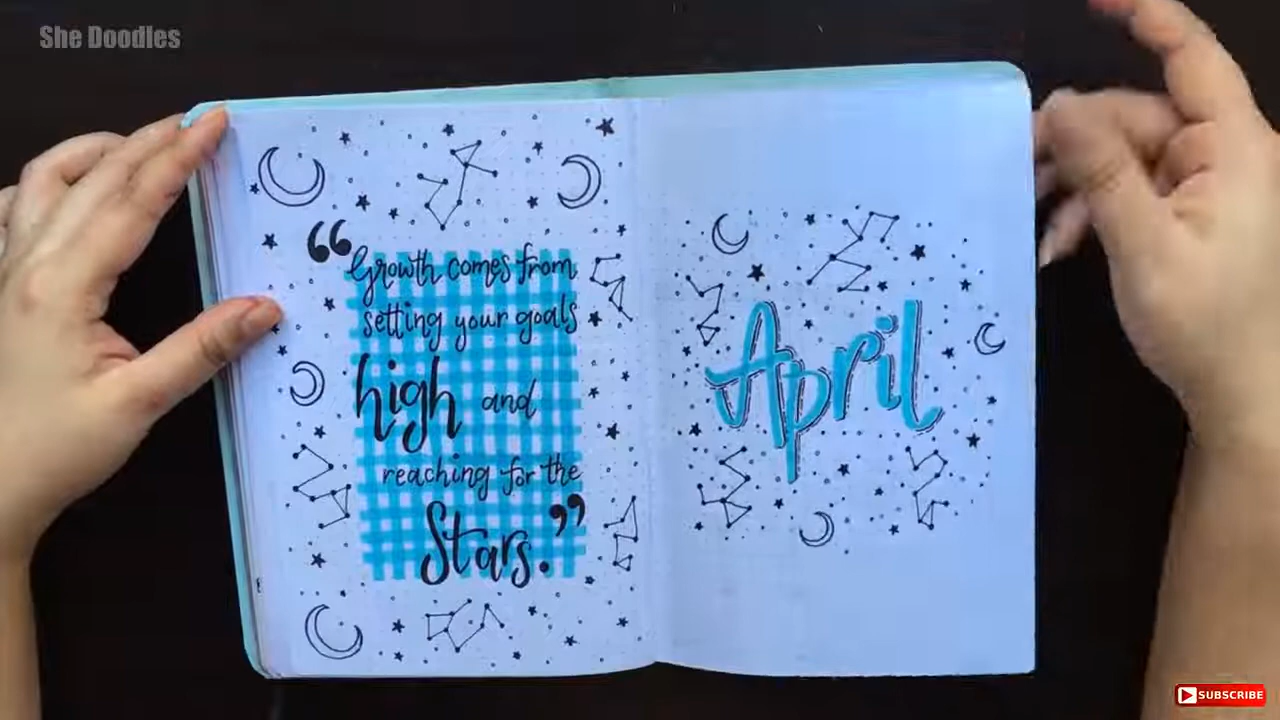 She Doodles
“Growth comes from
setting your goals
high and
reaching for the
Stars.”
April
SUBSCRIBE